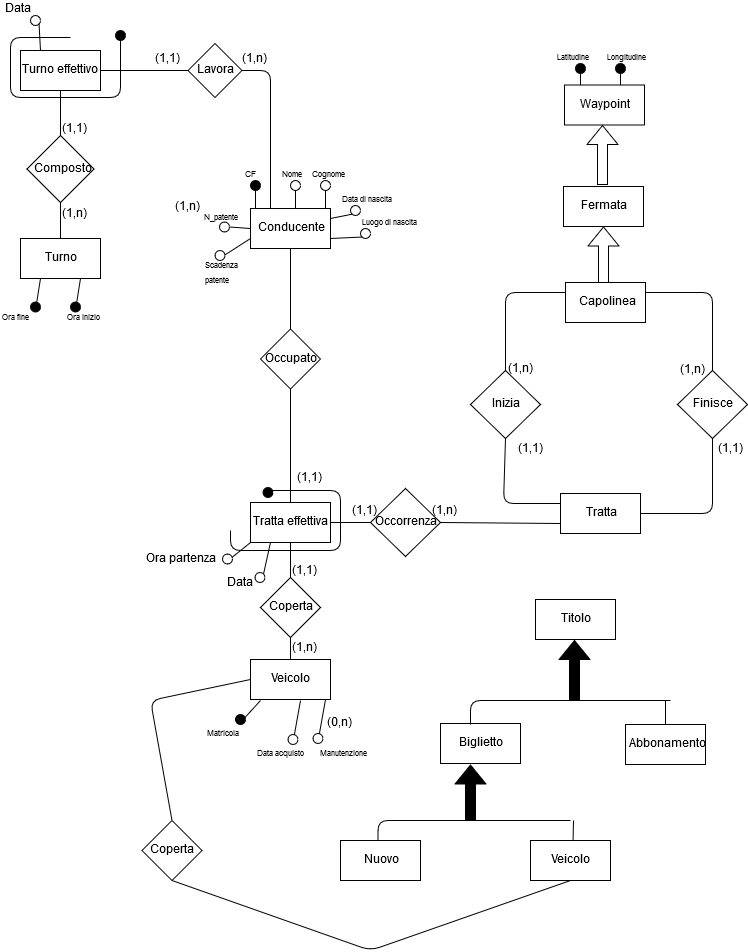 Data
Turno effettivo
(1,1)
Lavora
(1,n)
(1,1)
Composto
(1,n)
Turno
Ora fine
Ora inizio
CF
Nome
Cognome
(1,n)
N_patente
Data di nascita
Conducente
Luogo di nascita
Scadenza
patente
Occupato
(1,1)
Tratta effettiva
(1,1)
Occorrenza
(1,n)
Ora partenza
Data
(1,1)
Coperta
(1,n)
Veicolo
Matricola
Data acquisto
(0,n)
Manutenzione
Coperta
Latitudine
Longitudine
Waypoint
Fermata
Capolinea
(1,n)
(1,n)
Inizia
Finisce
(1,1)
(1,1)
Tratta
Titolo
Biglietto
Abbonamento
Nuovo
Veicolo